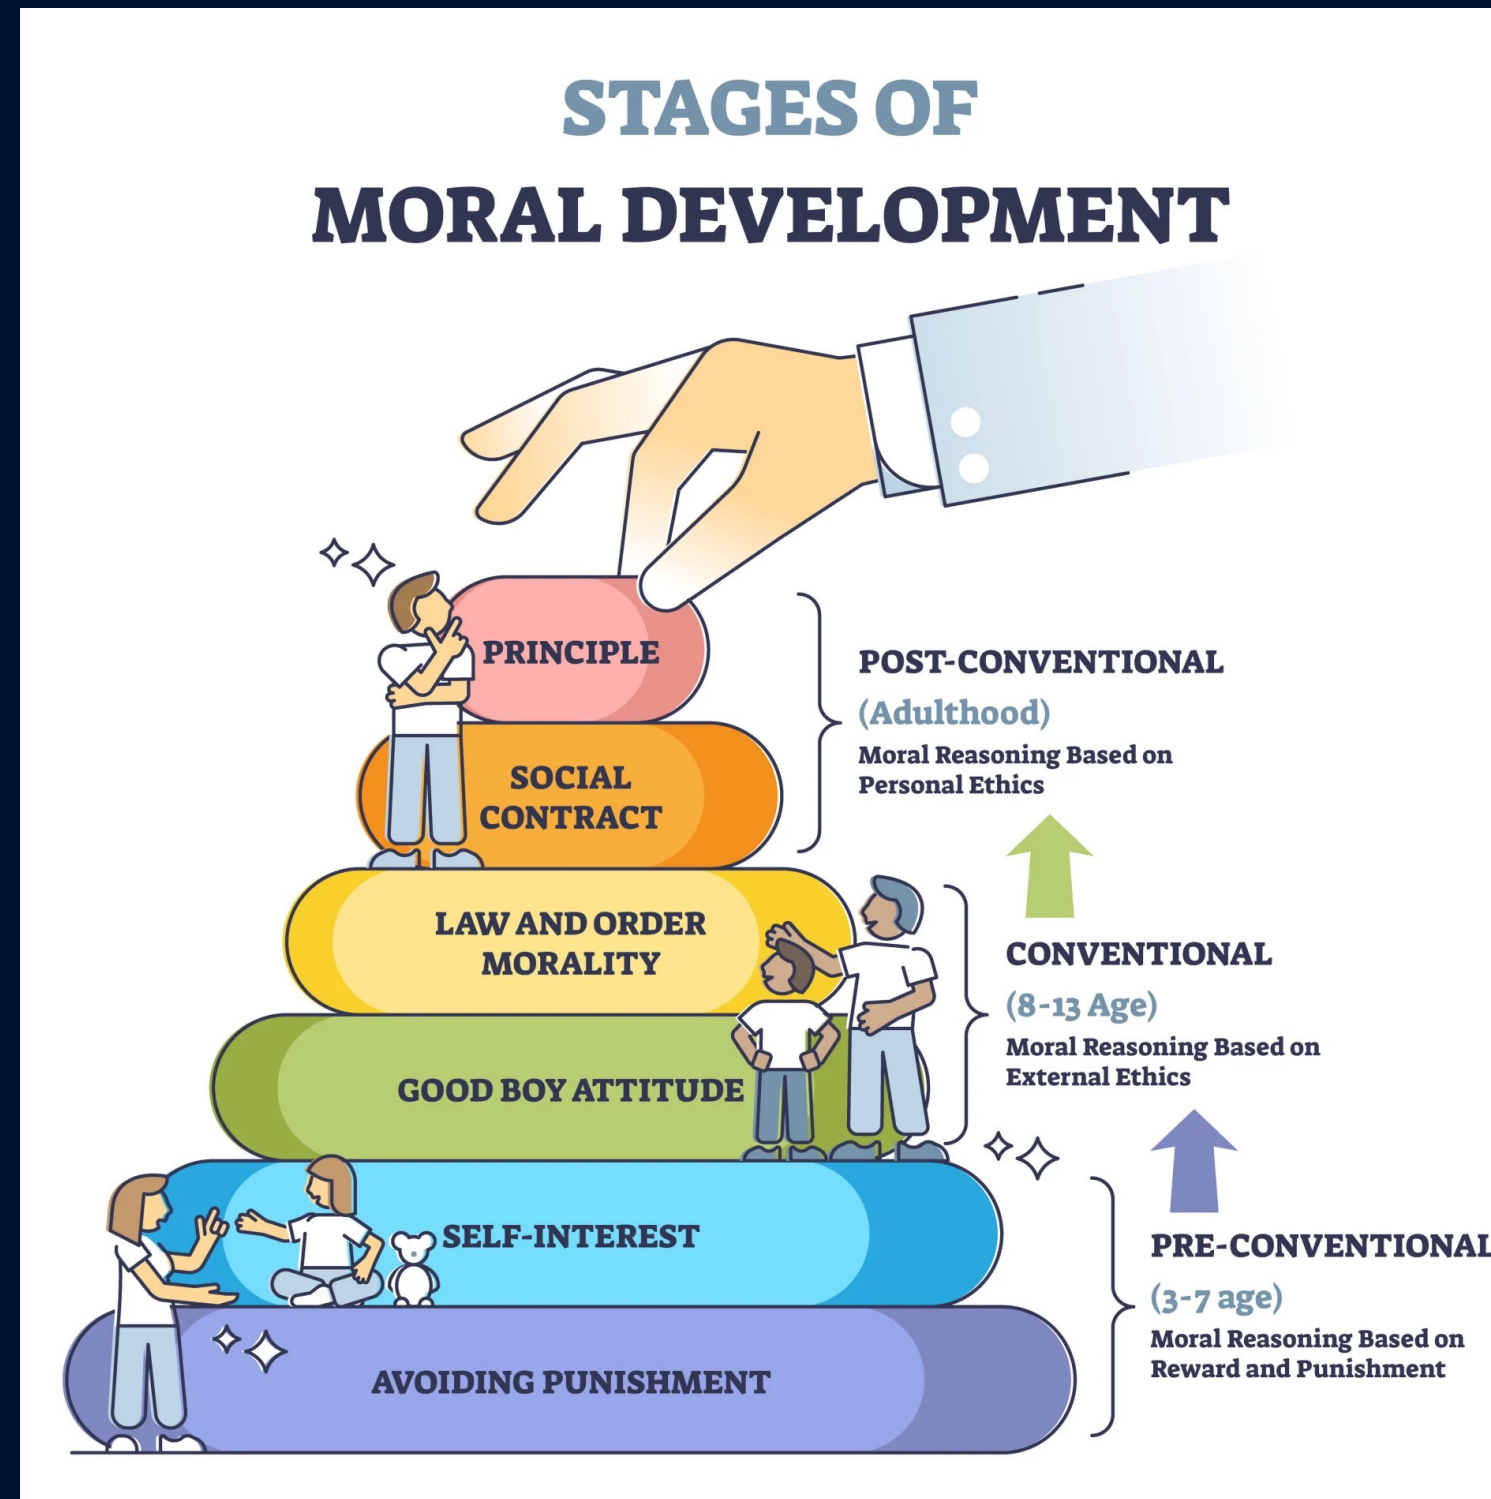 STAGES OF
MORAL DEVELOPMENT
PRINCIPLE
SOCIAL
CONTRACT
LAW AND ORDER
MORALITY
GOOD BOY ATTITUDE
SELF-INTEREST
AVOIDING PUNISHMENT
POST-CONVENTIONAL
(Adulthood)
Moral Reasoning Based on
Personal Ethics
CONVENTIONAL
(8-13 Age)
Moral Reasoning Based on
External Ethics
PRE-CONVENTIONAL
(3-7 age)
Moral Reasoning Based on
Reward and Punishment